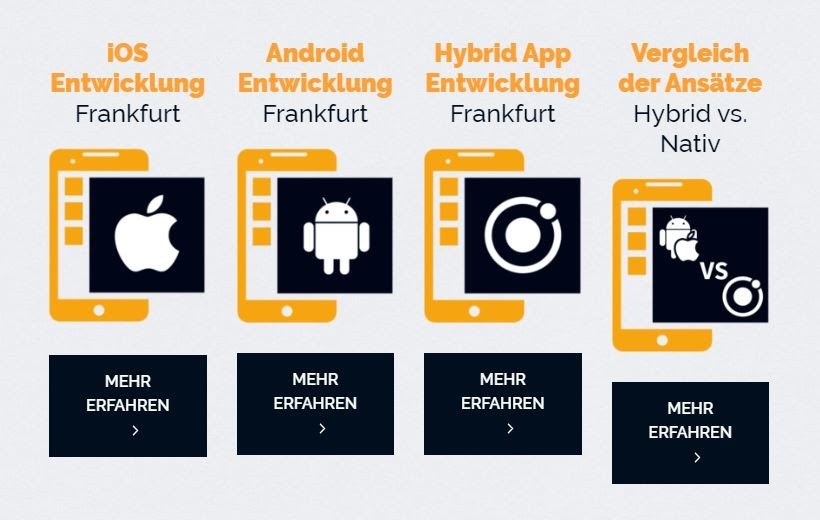 iOS
Entwicklung
Frankfurt
MEHR
ERFAHREN
Android
Entwicklung
Frankfurt
MEHR
ERFAHREN
Hybrid App
Entwicklung
Frankfurt
MEHR
ERFAHREN
Vergleich
der Ansätze
Hybrid vs.
Nativ
VS
MEHR
ERFAHREN